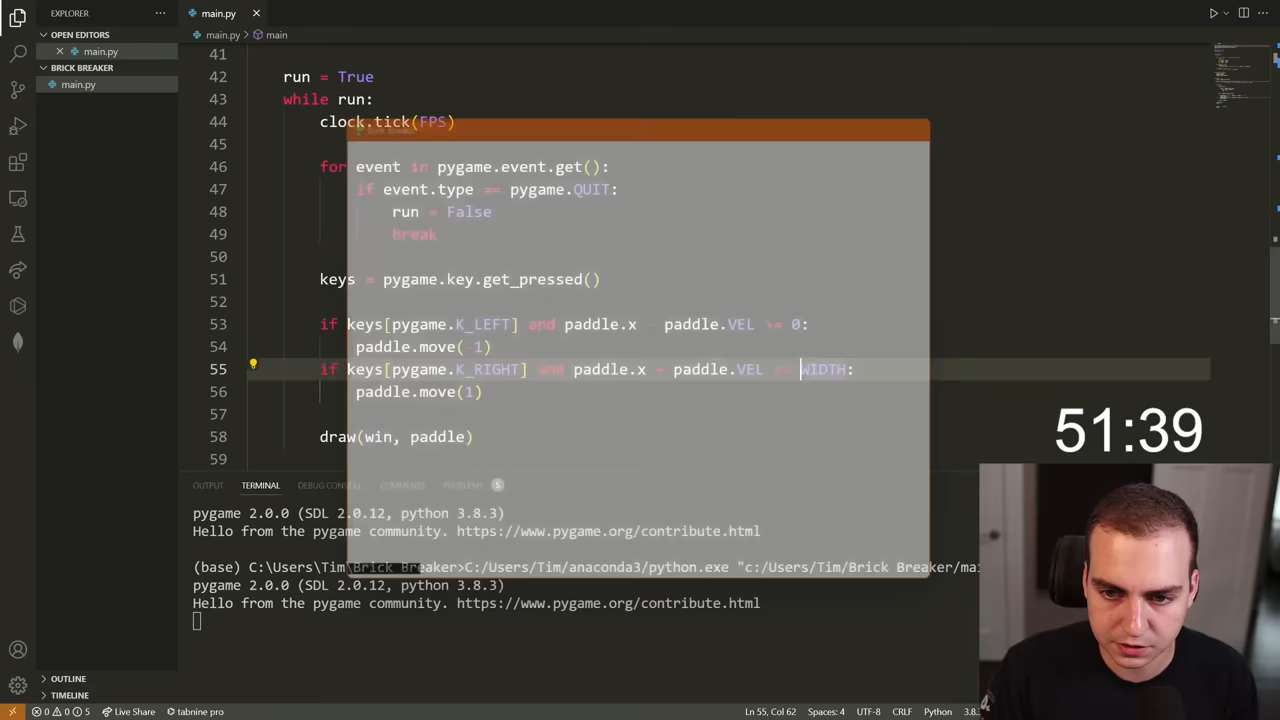 EXPLORER
main.py
OPEN EDITORS
main.py > main
main.py
BRICK BREAKER
main.py
41
42 run = True
43 while run:
44 clock.tick(FPS)
45
46 for event in pygame.event.get():
47 if event.type == pygame.QUIT:
48 run = False
49 break
50
51 keys = pygame.key.get_pressed()
52
53 if keys[pygame.K_LEFT] and paddle.x - paddle.VEL >= 0:
54 paddle.move(-1)
55 if keys[pygame.K_RIGHT] and paddle.x - paddle.VEL WIDTH:
56 paddle.move(1)
57
58 draw(win, paddle)
59
51:39
OUTPUT TERMINAL DEBUG CONSOLE COMMENTS PROBLEMS 5
pygame 2.0.0 (SDL 2.0.12, python 3.8.3)
Hello from the pygame community. https://www.pygame.org/contribute.html
(base) C:\Users\Tim\Brick Breaker>C:/Users/Tim/anaconda3/python.exe "c:/Users/Tim/Brick Breaker/mai
pygame 2.0.0 (SDL 2.0.12, python 3.8.3)
Hello from the pygame community. https://www.pygame.org/contribute.html
OUTLINE
TIMELINE
0 0 5 Live Share tabnine pro Ln 55, Col 62 Spaces: 4 UTF-8 CRLF Python 3.8.